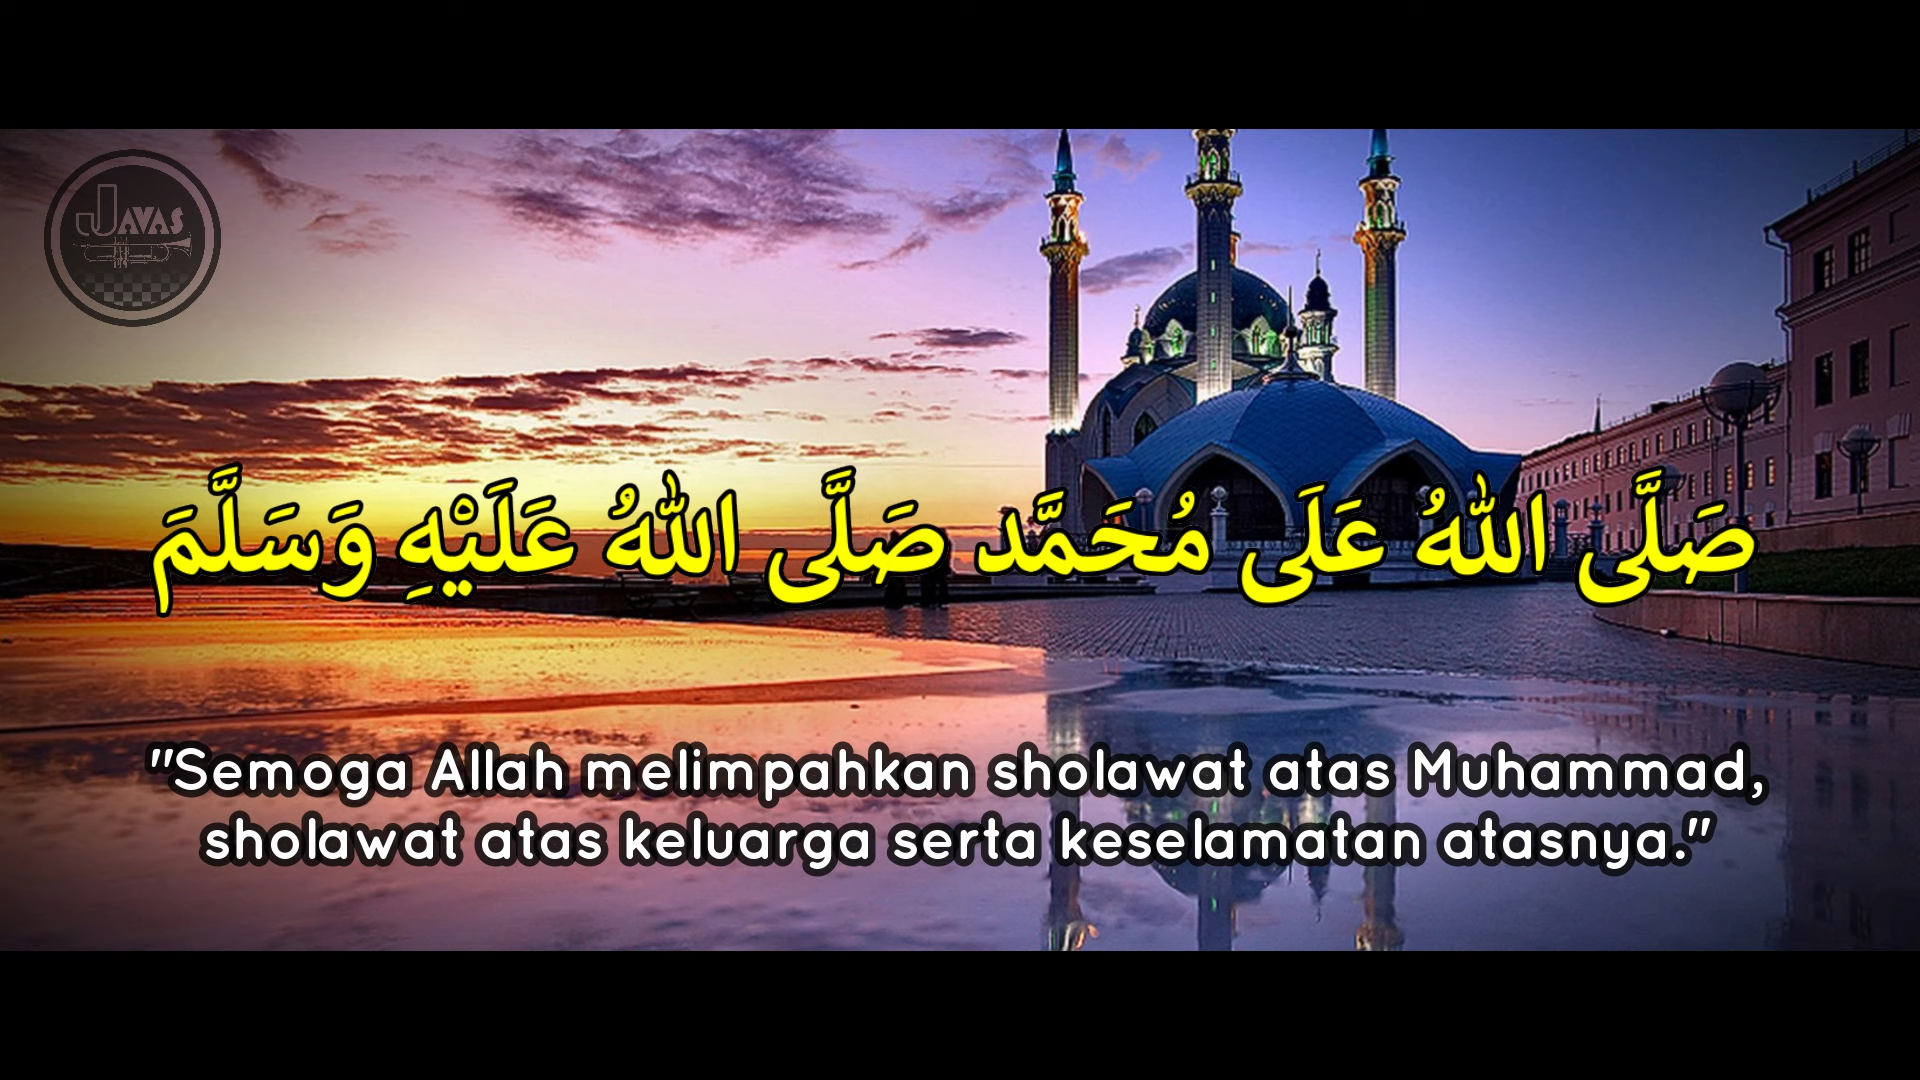 JAVAS
صَلَّى اللهُ عَلَى مُحَمَّد صَلَّى اللهُ عَلَيْهِ وَسَلَّمَ
"Semoga Allah melimpahkan sholawat atas Muhammad,
sholawat atas keluarga serta keselamatan atasnya."